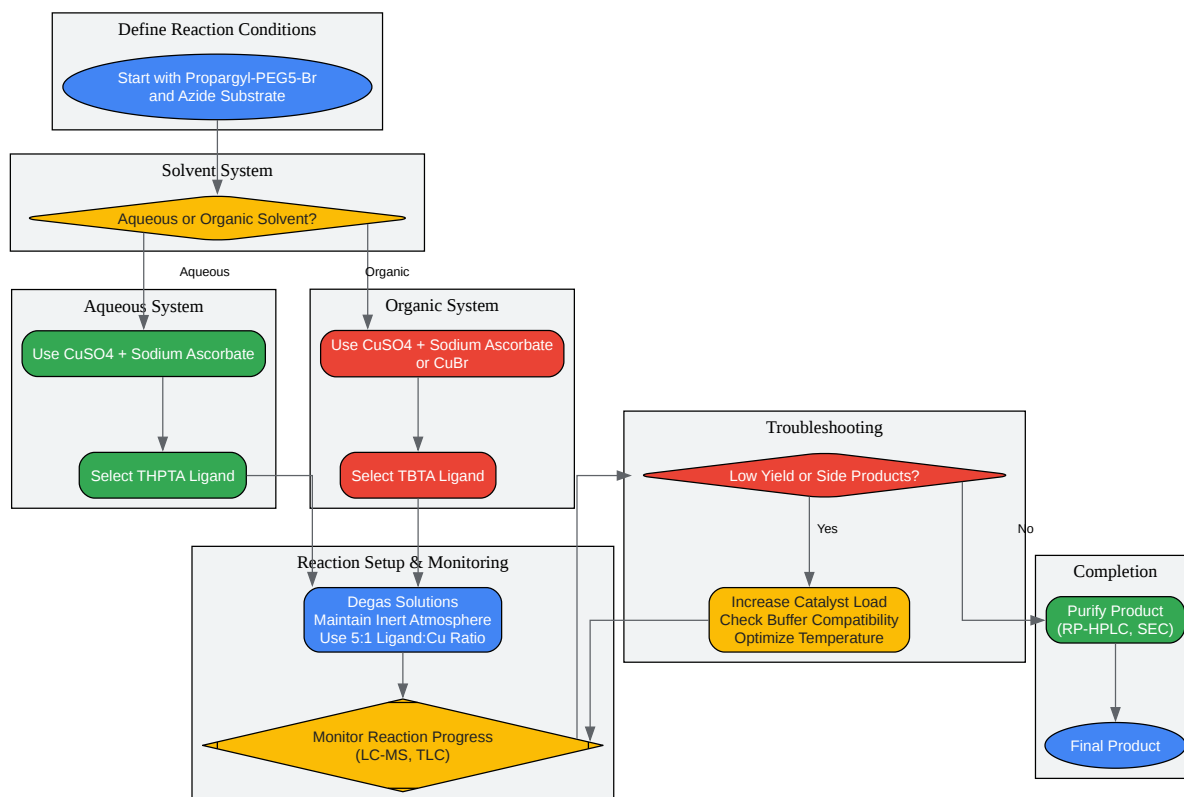 Define Reaction Conditions
Start with Propargyl-PEG5-Br
and Azide Substrate
Solvent System
Aqueous or Organic Solvent?
Aqueous
Organic
Aqueous System
Use CuSO4 + Sodium Ascorbate
Select THPTA Ligand
Organic System
Use CuSO4 + Sodium Ascorbate
or CuBr
Select TBTA Ligand
Reaction Setup & Monitoring
Degas Solutions
Maintain Inert Atmosphere
Use 5:1 Ligand:Cu Ratio
Monitor Reaction Progress
(LC-MS, TLC)
Troubleshooting
Low Yield or Side Products?
Yes
No
Increase Catalyst Load
Check Buffer Compatibility
Optimize Temperature
Completion
Purify Product
(RP-HPLC, SEC)
Final Product